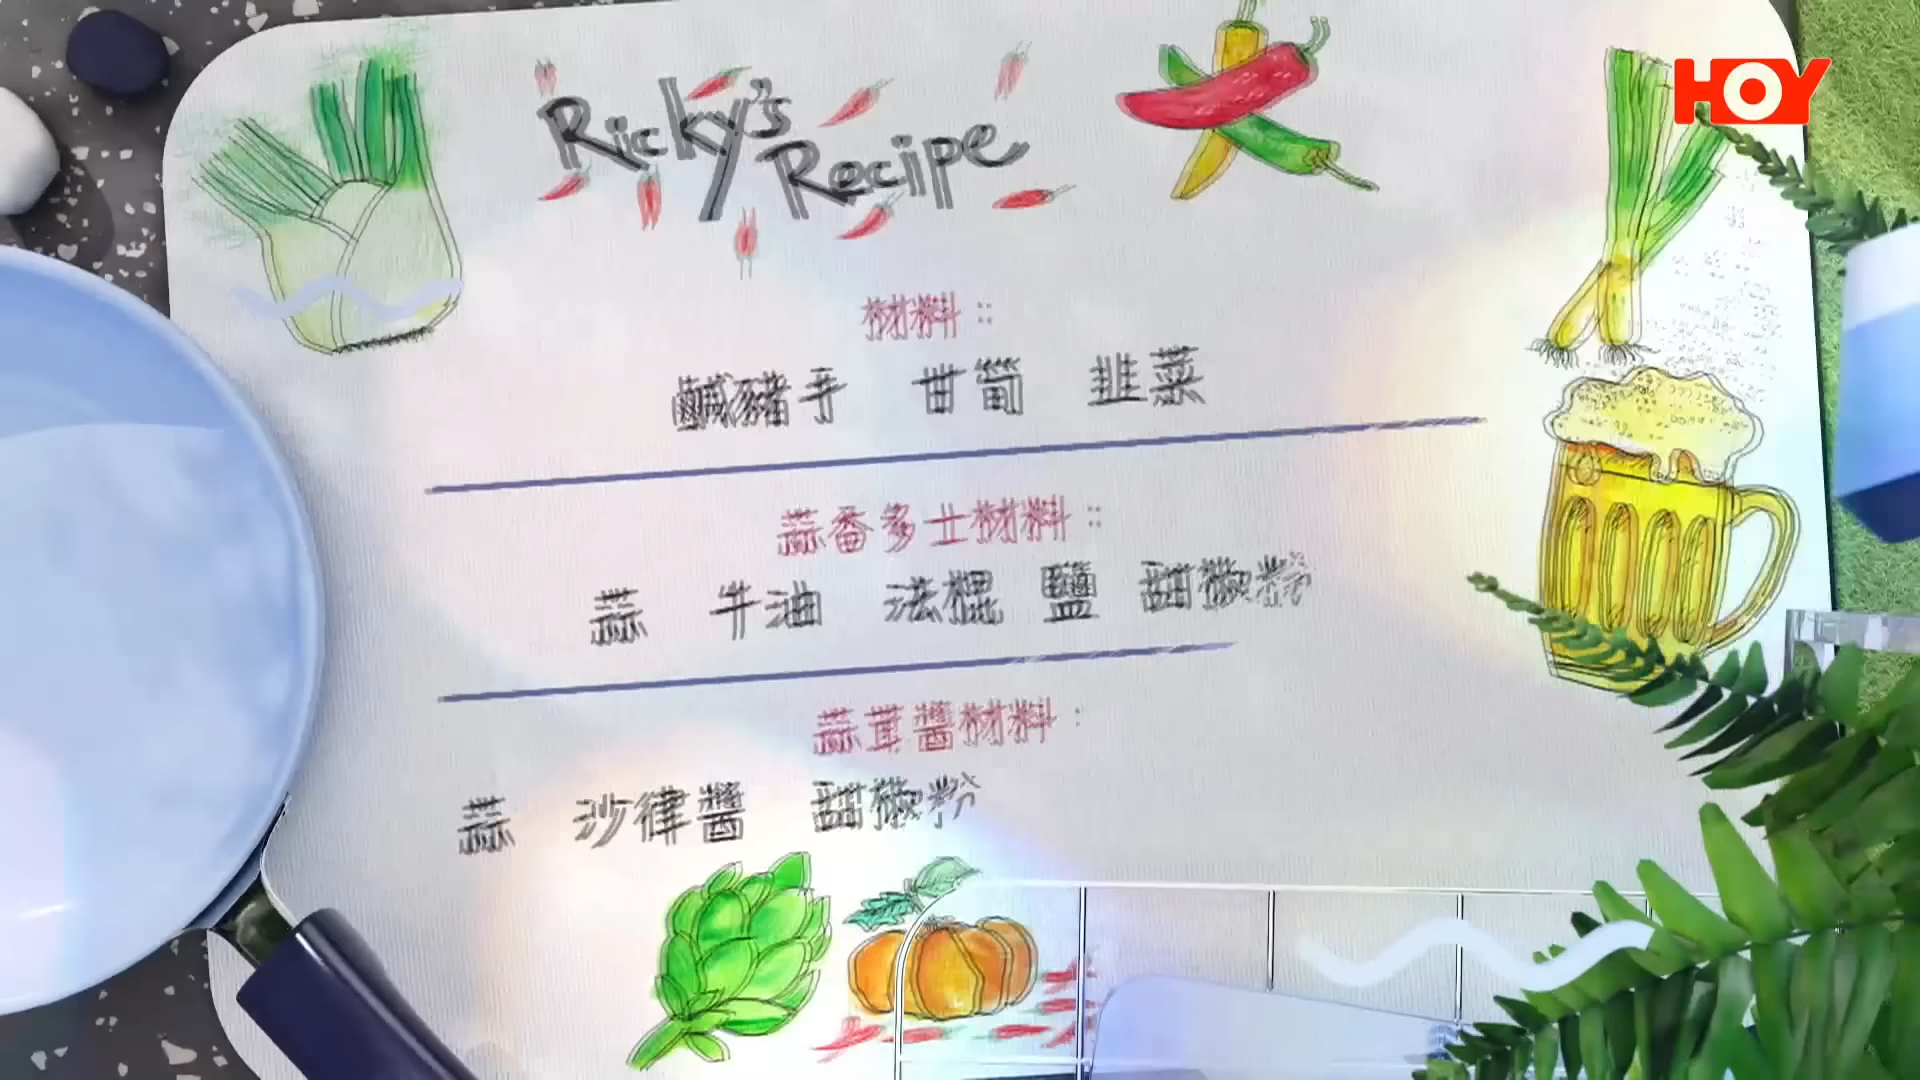 HOY
Ricky's
Recipe
材料：
鹹豬手 甘筍 韭菜
蒜香多士材料：
蒜 牛油 法棍 鹽 甜椒粉
蒜茸醬材料：
蒜 沙律醬 甜椒粉